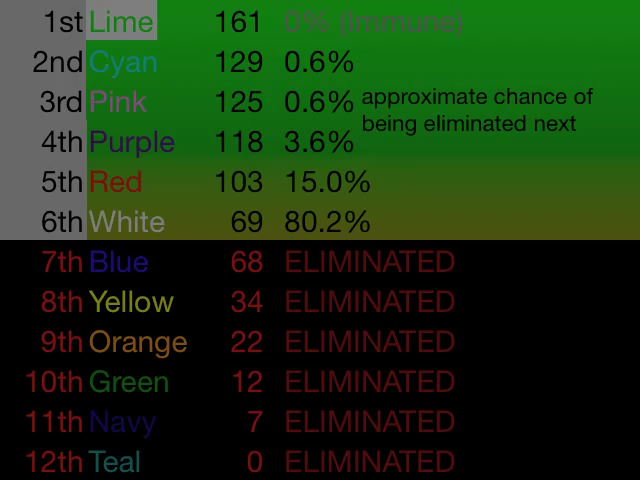 1st Lime 161 0% (Immune)
2nd Cyan 129 0.6%
3rd Pink 125 0.6% approximate chance of
being eliminated next
4th Purple 118 3.6%
5th Red 103 15.0%
6th White 69 80.2%
7th Blue 68 ELIMINATED
8th Yellow 34 ELIMINATED
9th Orange 22 ELIMINATED
10th Green 12 ELIMINATED
11th Navy 7 ELIMINATED
12th Teal 0 ELIMINATED